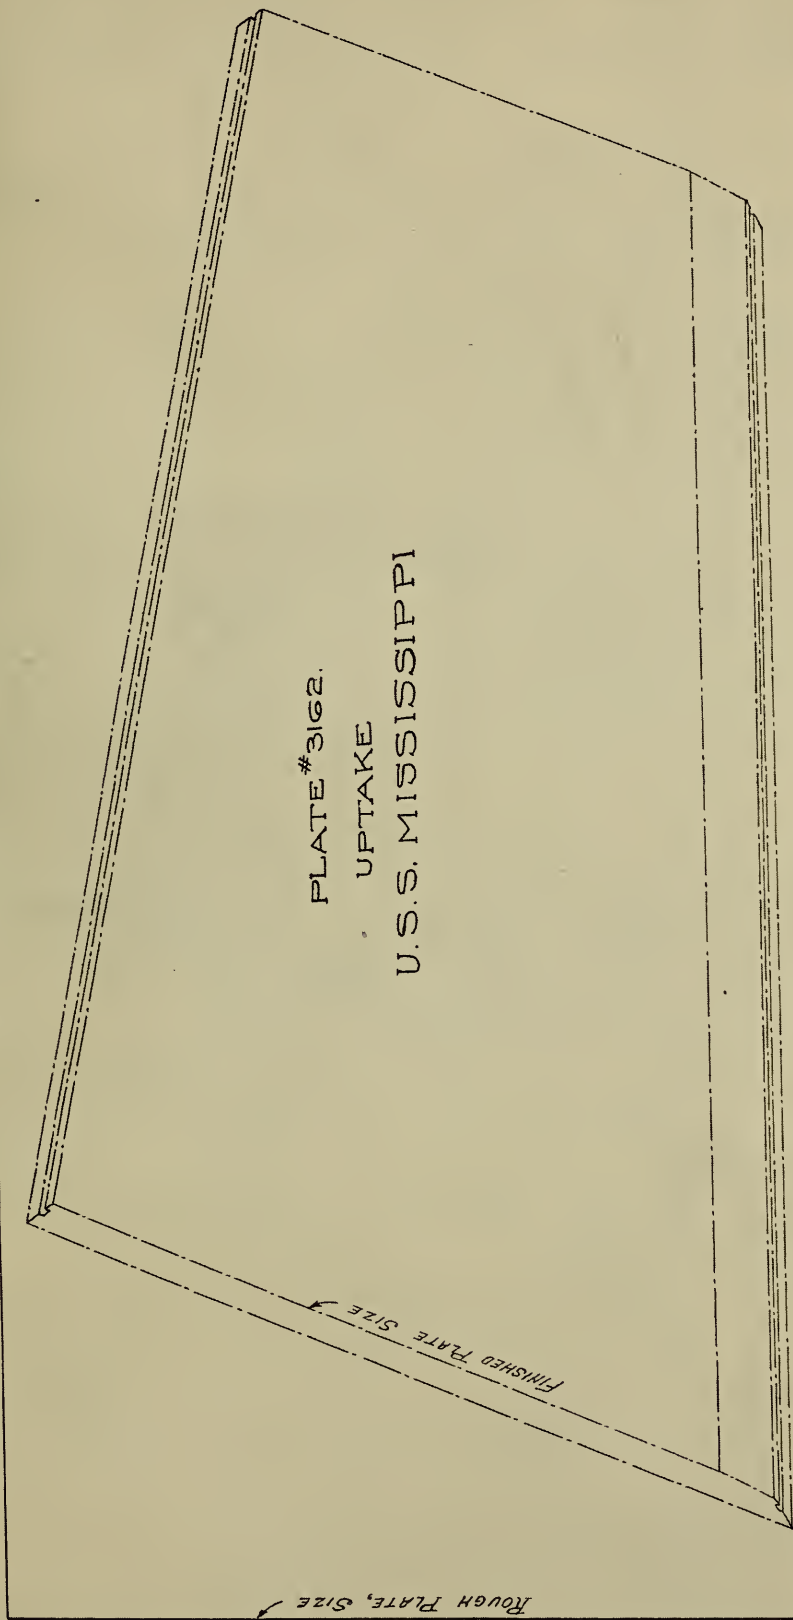 PLATE #3162.
UPTAKE
U.S.S. MISSISSIPPI
FINISHED PLATE SIZE
ROUGH PLATE, SIZE